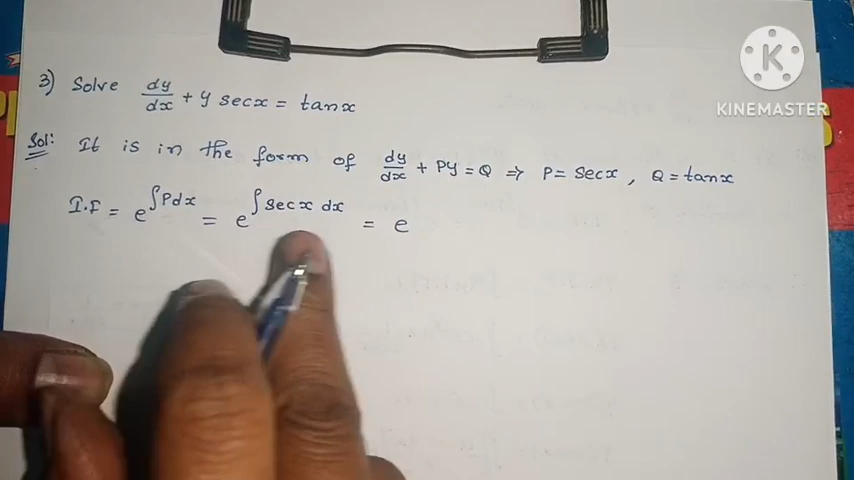 3) Solve dy/dx + y secx = tanx
Sol: It is in the form of dy/dx + Py = Q ⇒ P = secx , Q = tanx
I.F = e^∫Pdx = e^∫secx dx = e
K
KINEMASTER